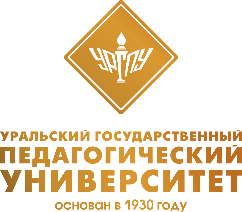 УРГПУ
УРАЛЬСКИЙ ГОСУДАРСТВЕННЫЙ
ПЕДАГОГИЧЕСКИЙ
УНИВЕРСИТЕТ
основан в 1930 году